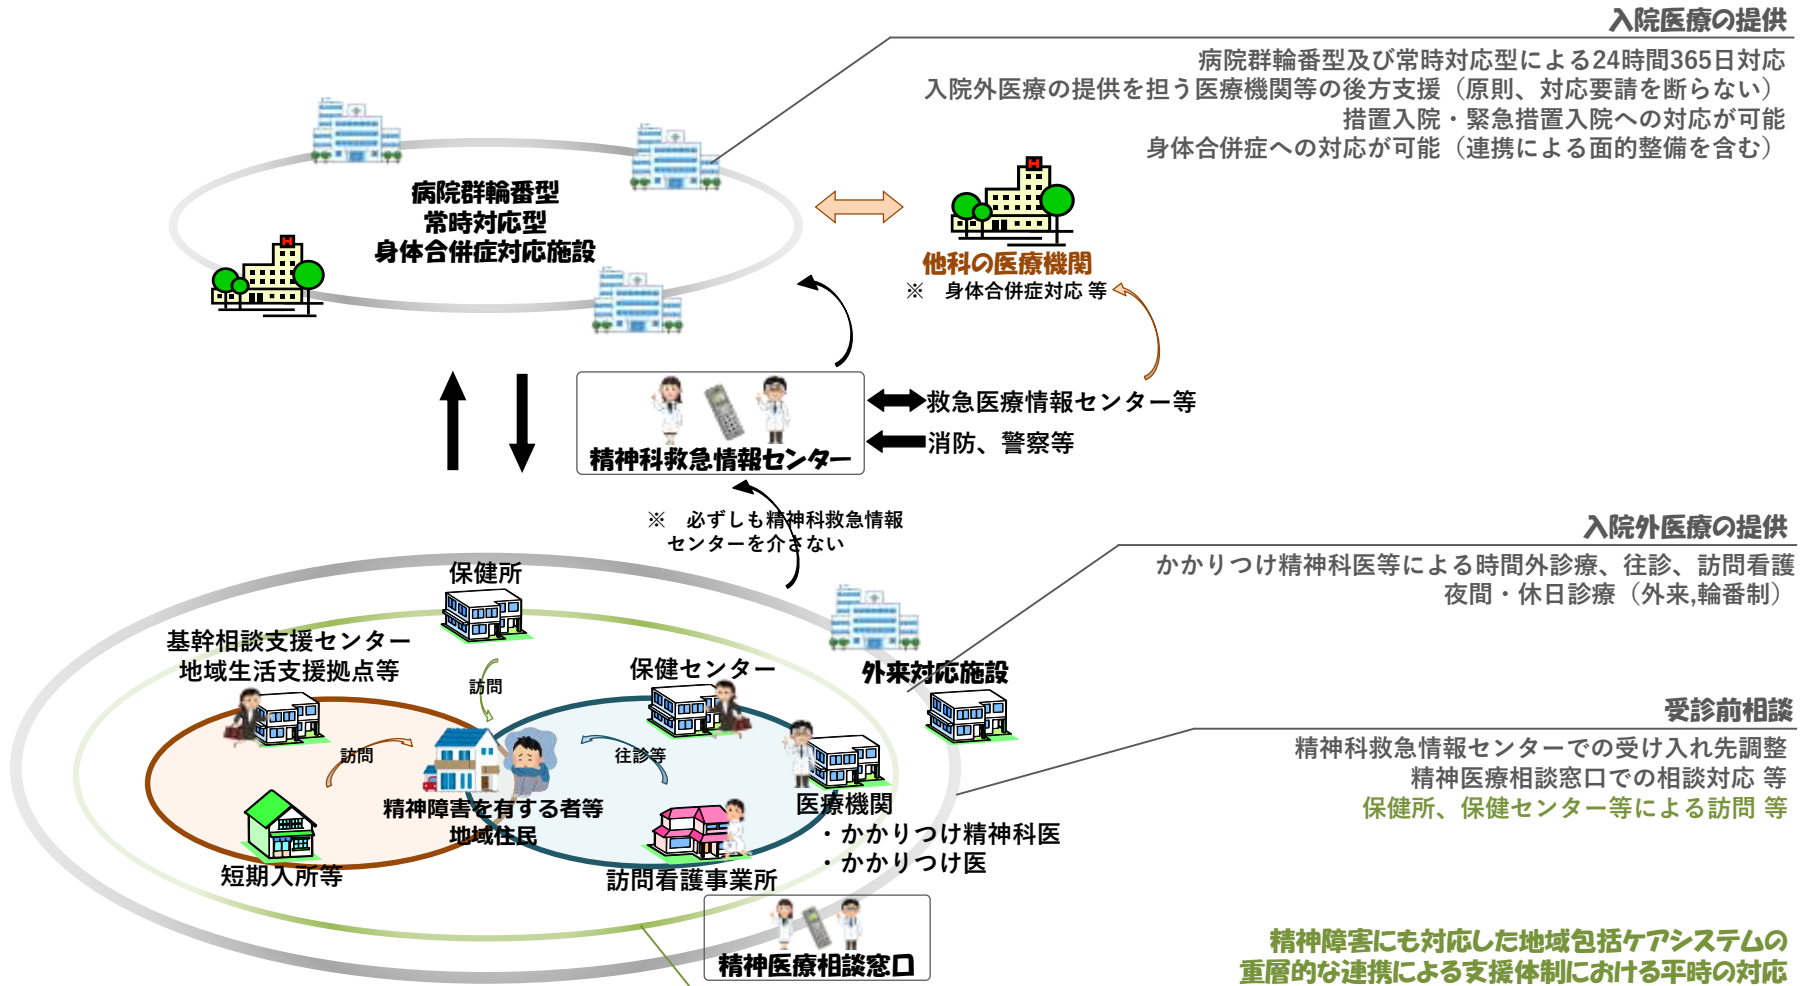 入院医療の提供
病院群輪番型及び常時対応型による24時間365日対応
入院外医療の提供を担う医療機関等の後方支援（原則、対応要請を断らない）
措置入院・緊急措置入院への対応が可能
身体合併症への対応が可能（連携による面的整備を含む）
病院群輪番型
常時対応型
身体合併症対応施設
他科の医療機関
※　身体合併症対応 等
救急医療情報センター等
消防、警察等
精神科救急情報センター
※　必ずしも精神科救急情報
センターを介さない
入院外医療の提供
かかりつけ精神科医等による時間外診療、往診、訪問看護
夜間・休日診療（外来,輪番制）
保健所
基幹相談支援センター
地域生活支援拠点等
訪問
保健センター
外来対応施設
受診前相談
精神科救急情報センターでの受け入れ先調整
精神医療相談窓口での相談対応 等
保健所、保健センター等による訪問 等
訪問
往診等
精神障害を有する者等
地域住民
医療機関
・かかりつけ精神科医
・かかりつけ医
短期入所等
訪問看護事業所
精神医療相談窓口
精神障害にも対応した地域包括ケアシステムの
重層的な連携による支援体制における平時の対応